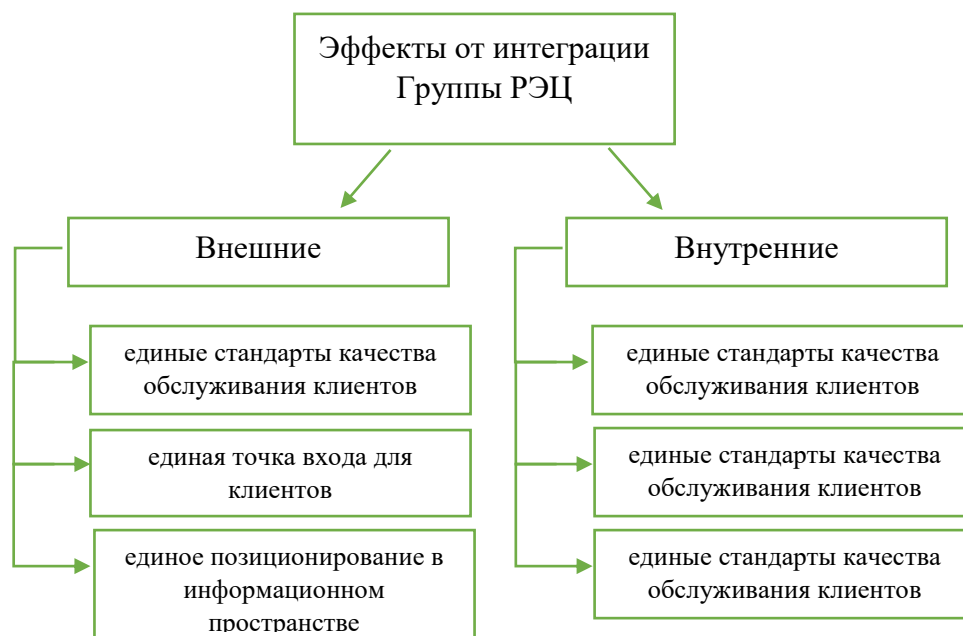 Эффекты от интеграции
Группы РЭЦ
Внешние
Внутренние
единые стандарты качества
обслуживания клиентов
единая точка входа для
клиентов
единое позиционирование в
информационном
пространстве
единые стандарты качества
обслуживания клиентов
единые стандарты качества
обслуживания клиентов
единые стандарты качества
обслуживания клиентов